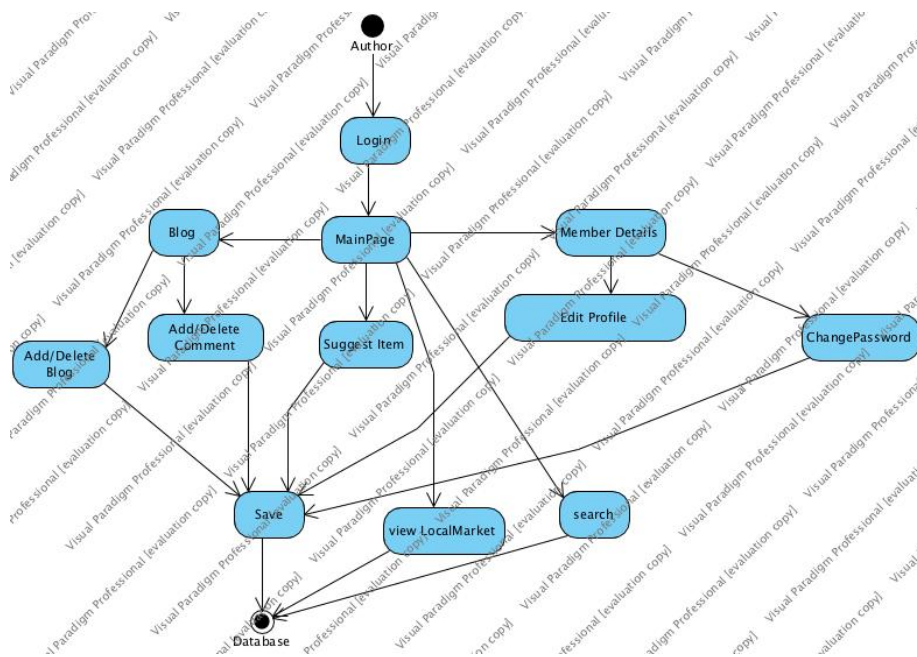 Author
Login
Blog
MainPage
Member Details
Add/Delete
Comment
Suggest Item
Edit Profile
ChangePassword
Add/Delete
Blog
Save
view LocalMarket
search
Database
Visual Paradigm Professional [evaluation copy]